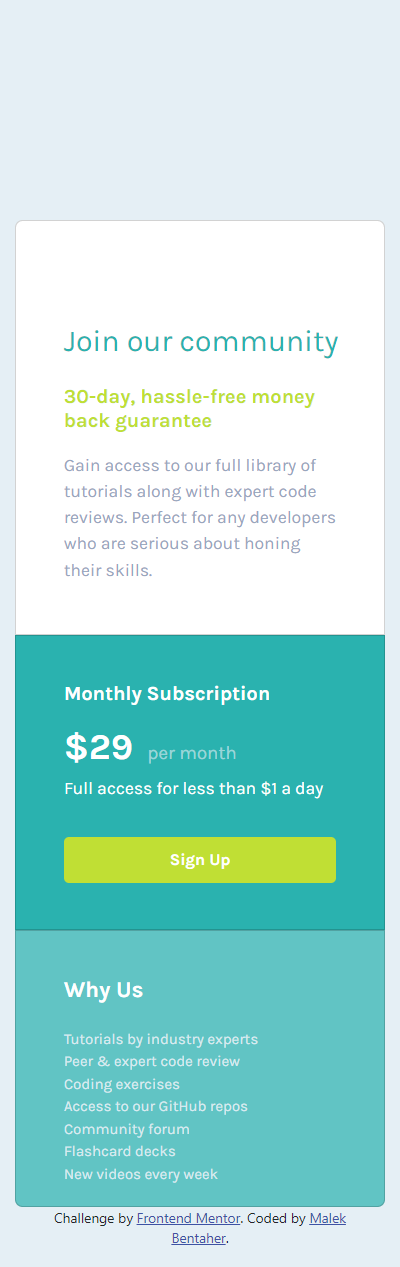 Join our community
30-day, hassle-free money
back guarantee
Gain access to our full library of
tutorials along with expert code
reviews. Perfect for any developers
who are serious about honing
their skills.
Monthly Subscription
$29 per month
Full access for less than $1 a day
Sign Up
Why Us
Tutorials by industry experts
Peer & expert code review
Coding exercises
Access to our GitHub repos
Community forum
Flashcard decks
New videos every week
Challenge by Frontend Mentor. Coded by Malek
Bentaher.